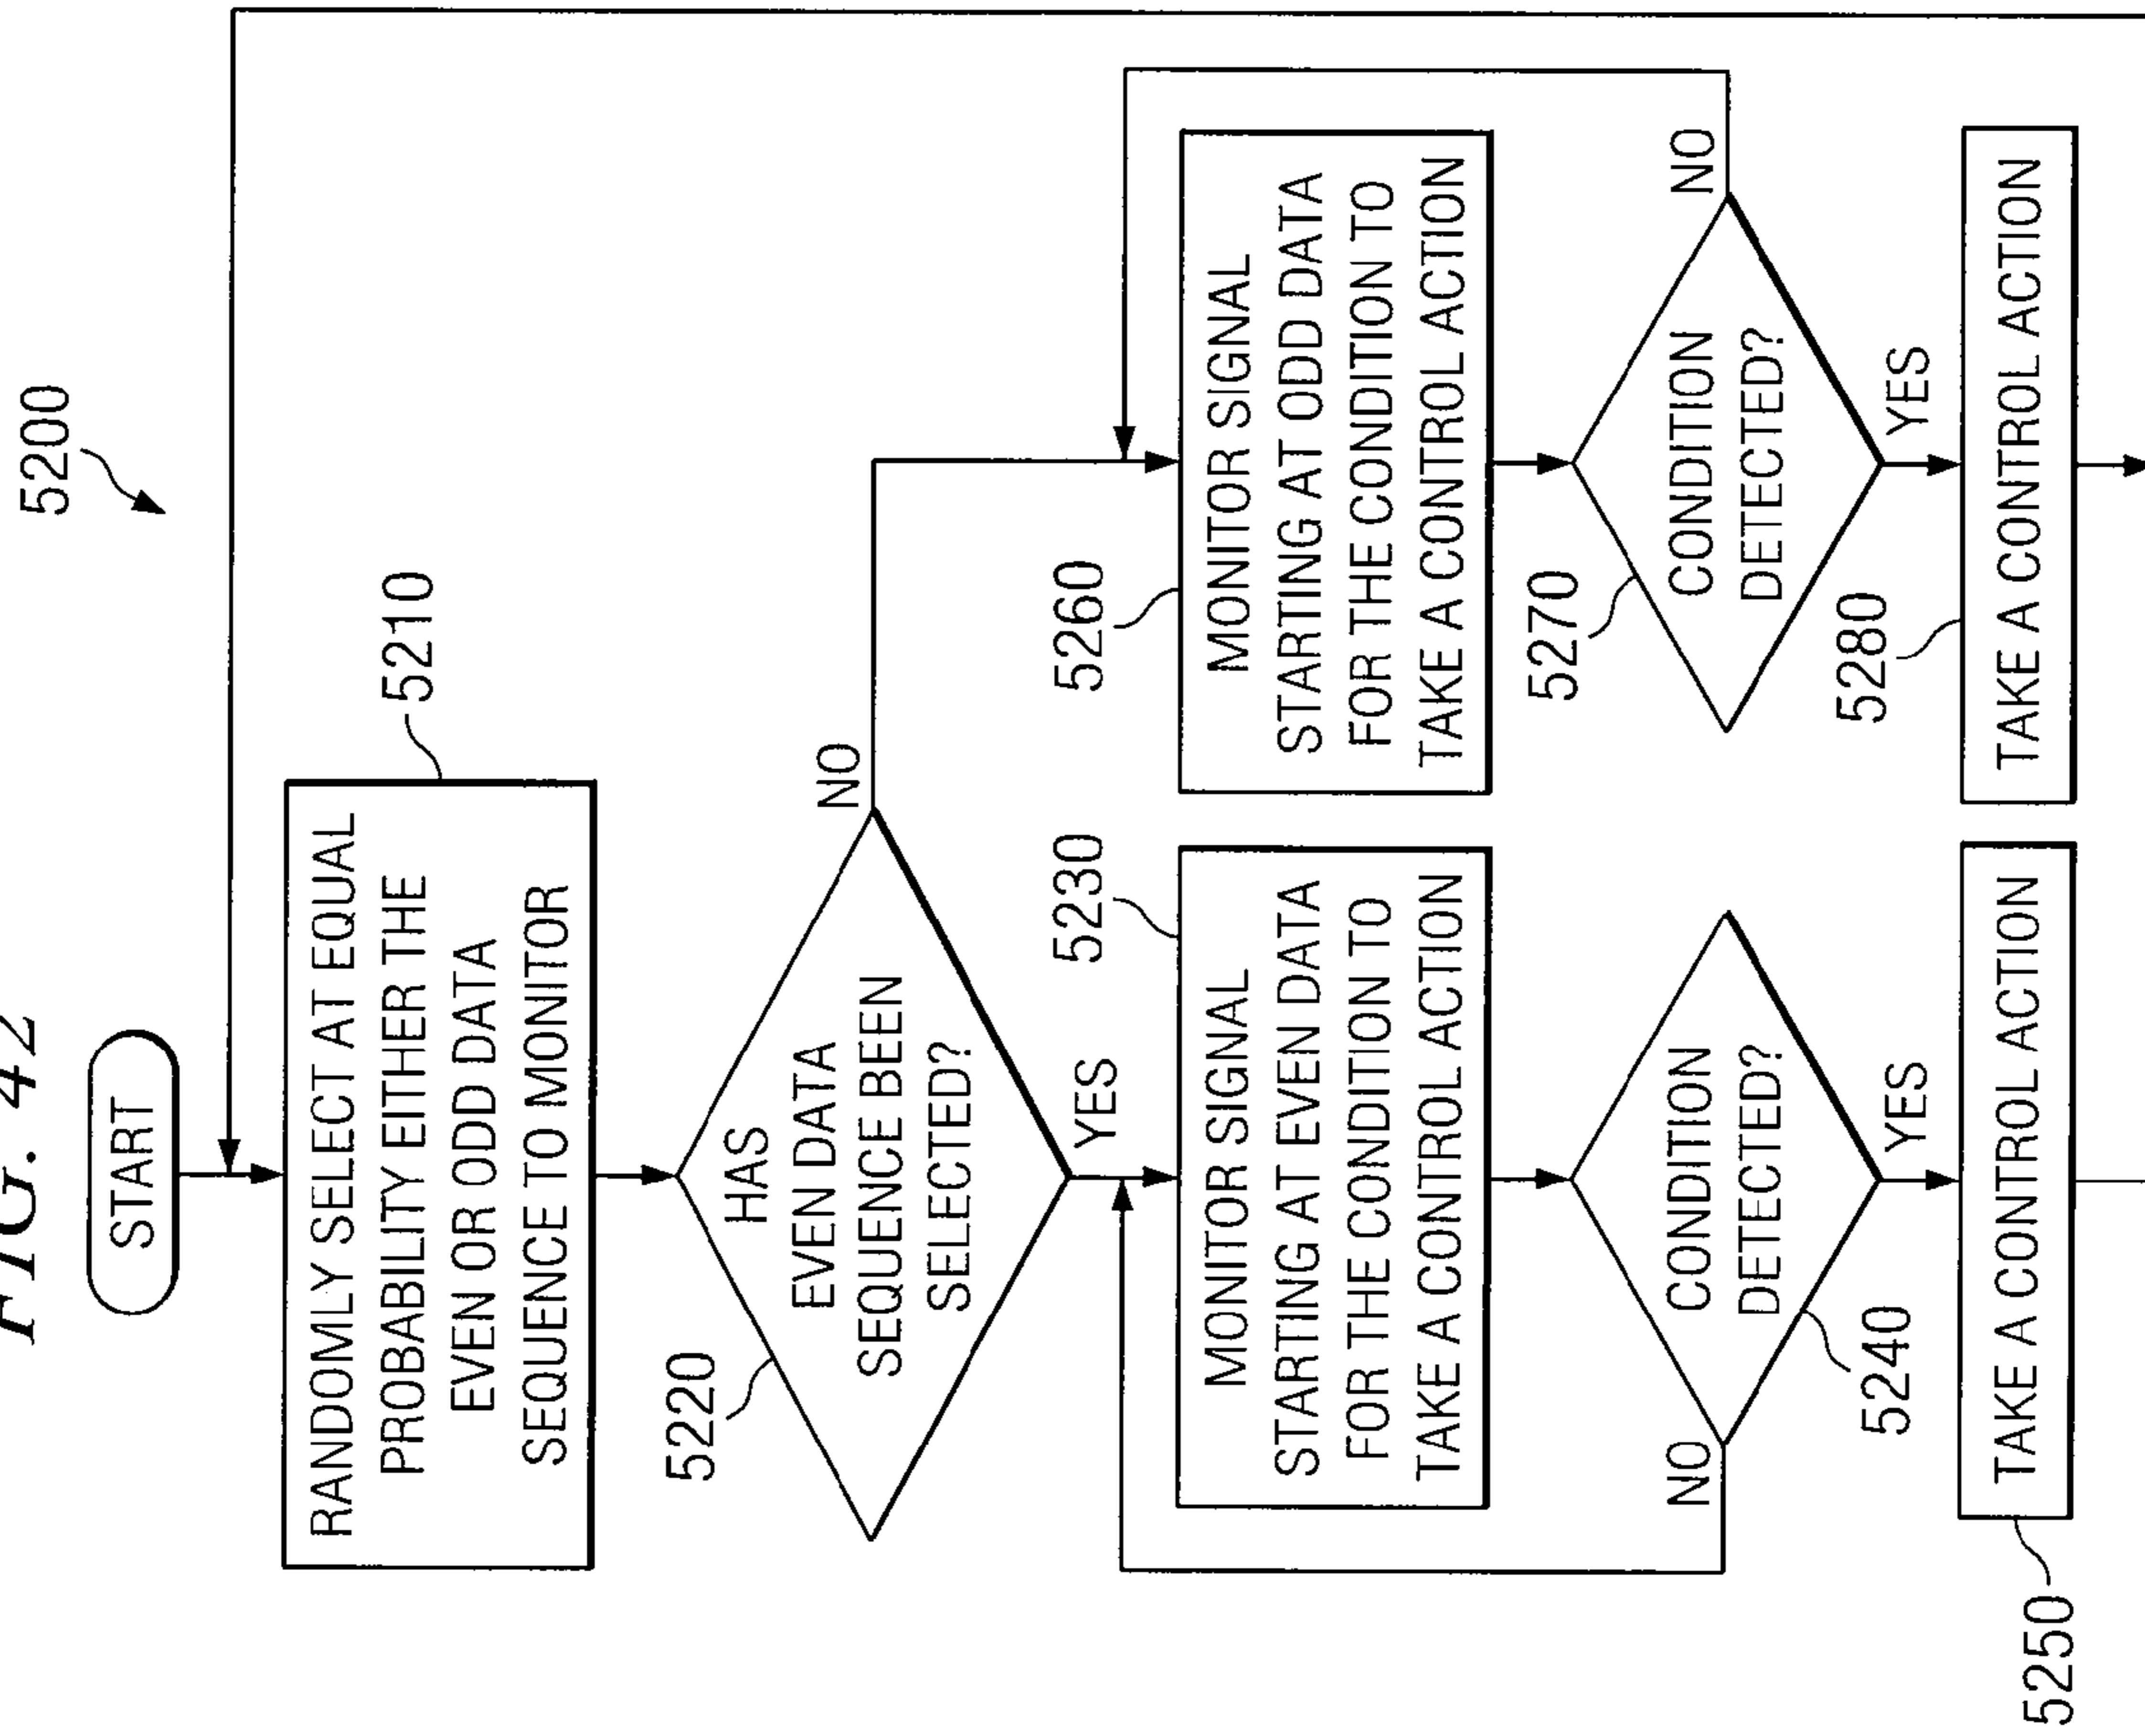 FIG. 42
5200
START
RANDOMLY SELECT AT EQUAL
PROBABILITY EITHER THE
EVEN OR ODD DATA
SEQUENCE TO MONITOR
5210
5220
HAS
EVEN DATA
SEQUENCE BEEN
SELECTED?
NO
YES
5230
MONITOR SIGNAL
STARTING AT EVEN DATA
FOR THE CONDITION TO
TAKE A CONTROL ACTION
5260
MONITOR SIGNAL
STARTING AT ODD DATA
FOR THE CONDITION TO
TAKE A CONTROL ACTION
NO
CONDITION
DETECTED?
5240
YES
5270
CONDITION
DETECTED?
NO
YES
5250
TAKE A CONTROL ACTION
5280
TAKE A CONTROL ACTION